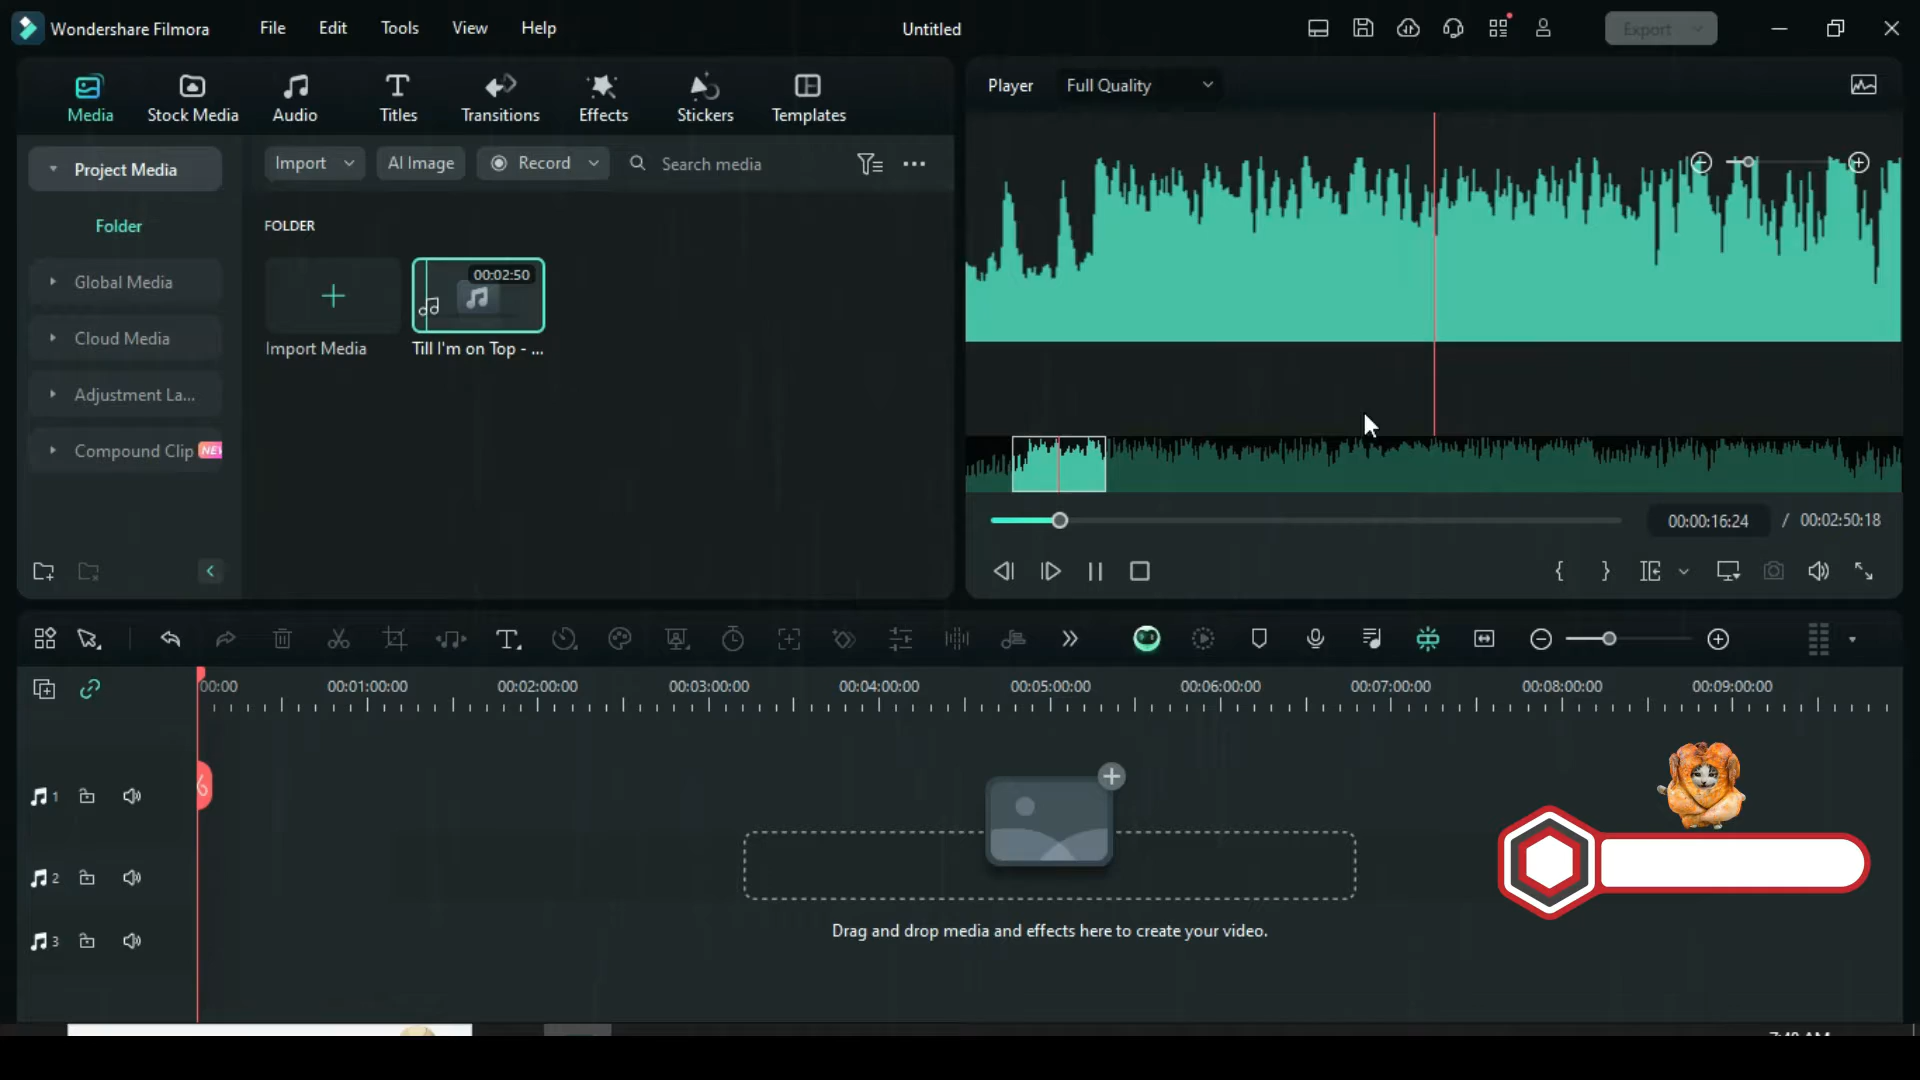 Wondershare Filmora
File
Edit
Tools
View
Help
Untitled
Export
Media
Stock Media
Audio
Titles
Transitions
Effects
Stickers
Templates
Player
Full Quality
Project Media
Folder
Global Media
Cloud Media
Adjustment La...
Compound Clip
Import
AI Image
Record
Search media
FOLDER
00:02:50
Import Media
Till I'm on Top - ...
00:00:16:24 / 00:02:50:18
00:00
00:01:00:00
00:02:00:00
00:03:00:00
00:04:00:00
00:05:00:00
00:06:00:00
00:07:00:00
00:08:00:00
00:09:00:00
1
2
3
Drag and drop media and effects here to create your video.